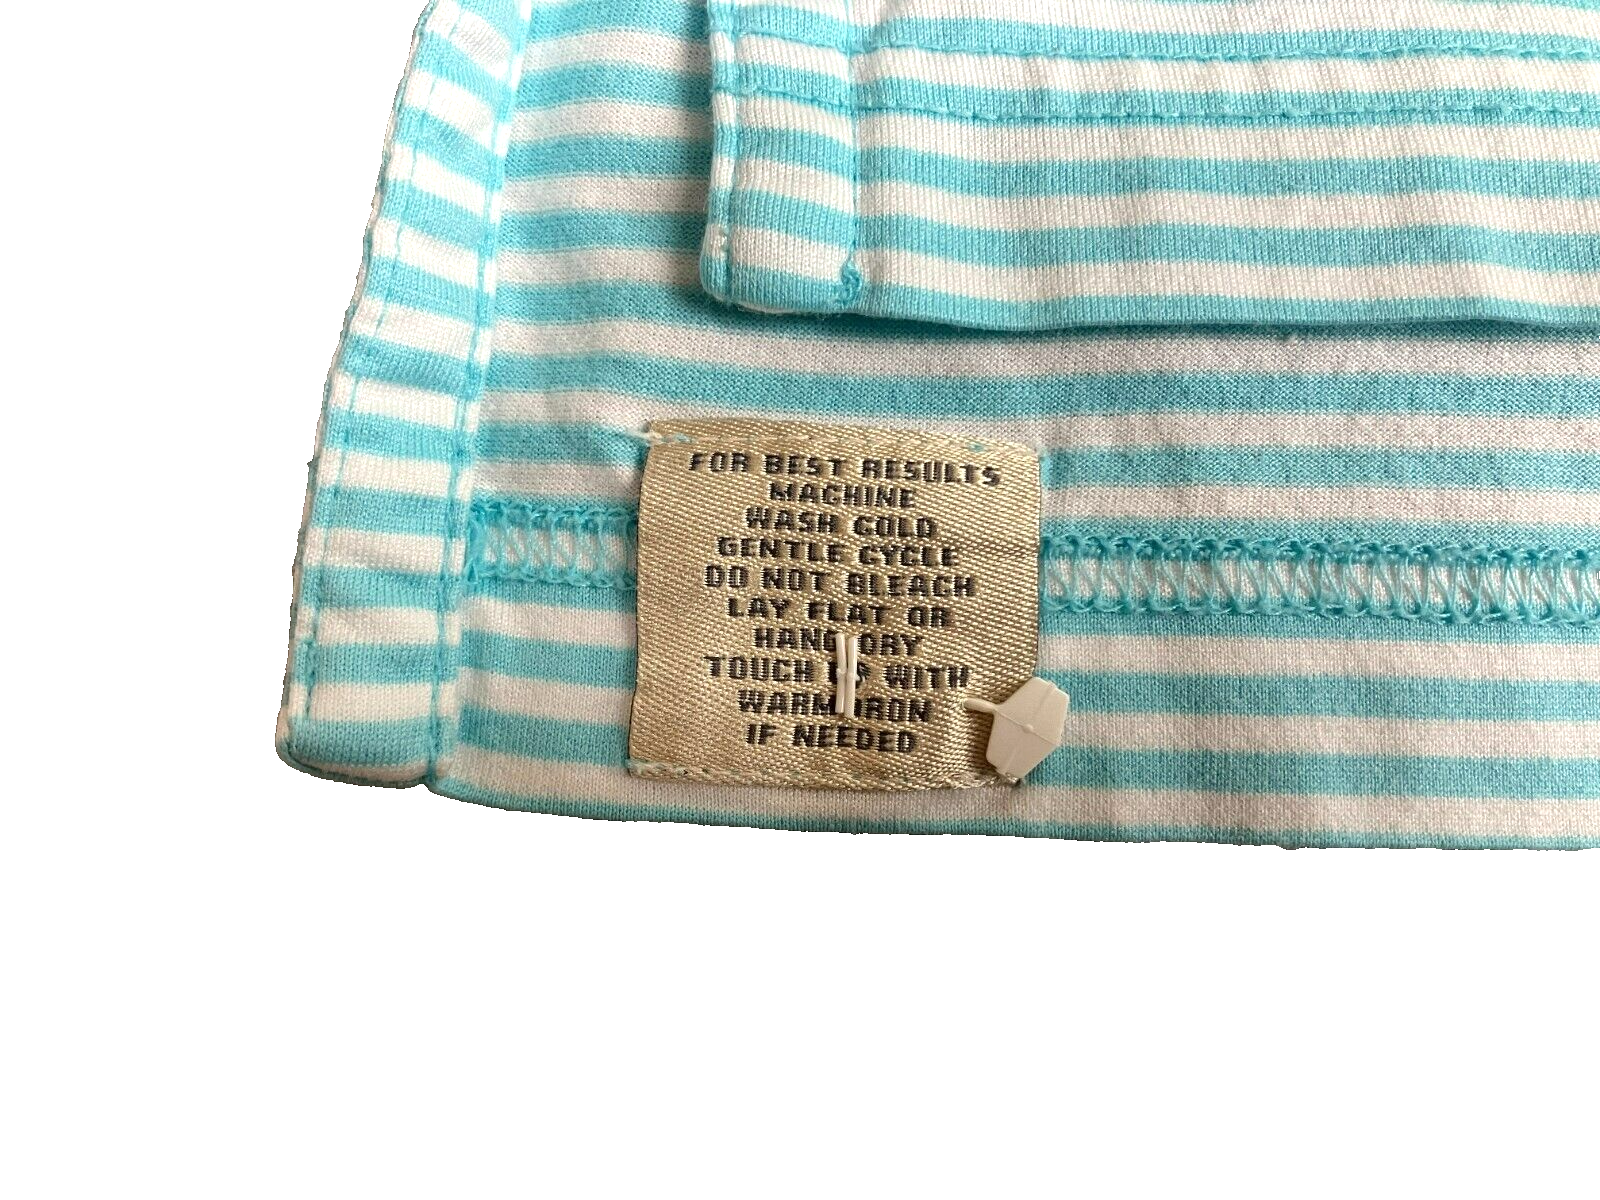 FOR BEST RESULTS
MACHINE
WASH COLD
GENTLE CYCLE
DO NOT BLEACH
LAY FLAT OR
HANG DRY
TOUCH UP WITH
WARM IRON
IF NEEDED